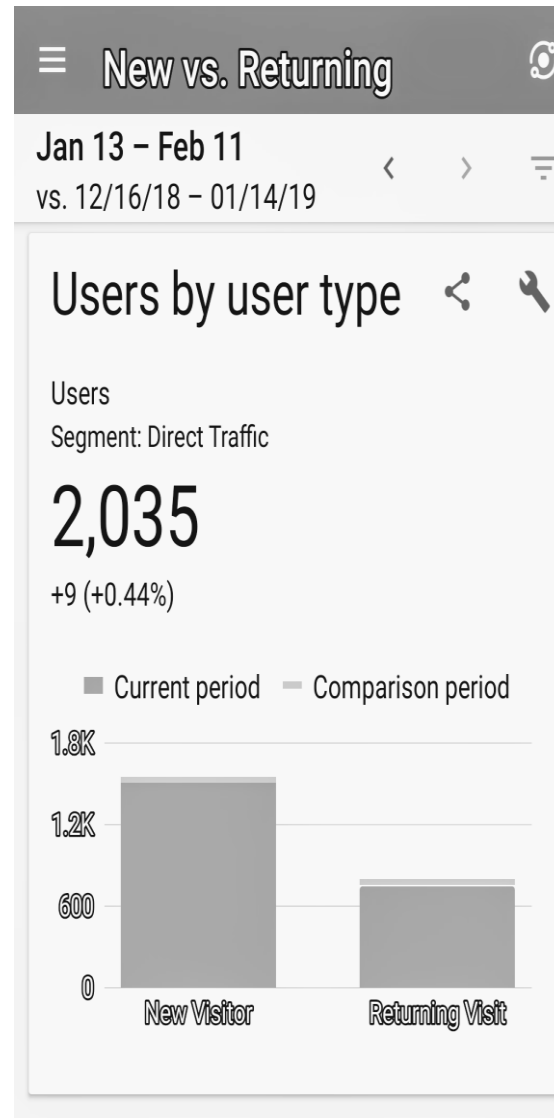 New vs. Returning
Jan 13 – Feb 11
vs. 12/16/18 – 01/14/19
Users by user type
Users
Segment: Direct Traffic
2,035
+9 (+0.44%)
Current period Comparison period
1.8K
1.2K
600
0
New Visitor Returning Visit